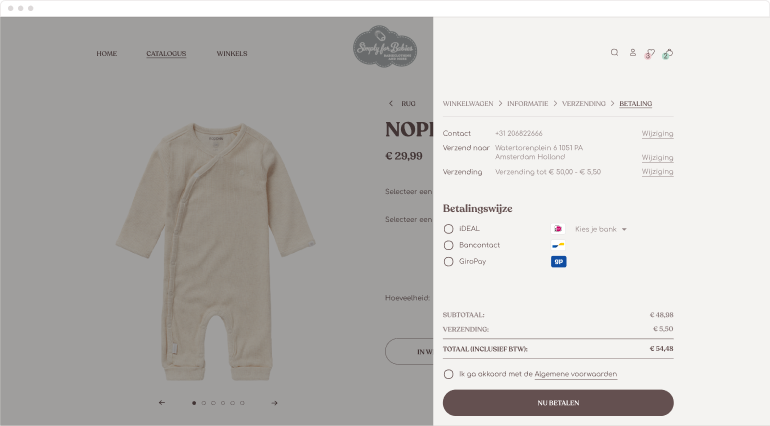 HOME
CATALOGUS
WINKELS
Simply for Babies
3
2
RUG
NOP
€ 29,99
Selecteer een
Selecteer een
Hoeveelheid:
IN W
WINKELWAGEN > INFORMATIE > VERZENDING > BETALING
Contact +31 206822666 Wijziging
Verzend naar Watertorenplein 6 1051 PA
Amsterdam Holland Wijziging
Verzending Verzending tot € 50,00 - € 5,50 Wijziging
Betalingswijze
iDEAL Kies je bank
Bancontact
GiroPay
SUBTOTAAL: € 48,98
VERZENDING: € 5,50
TOTAAL (INCLUSIEF BTW): € 54,48
Ik ga akkoord met de Algemene voorwaarden
NU BETALEN